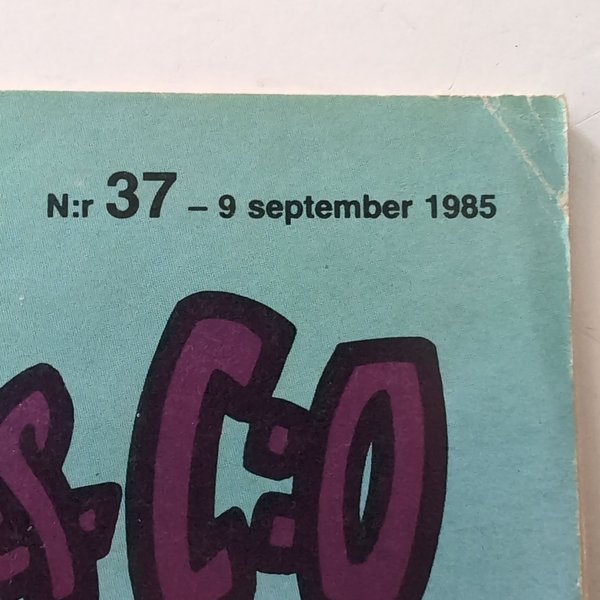 N:r 37 – 9 september 1985
S. C:O